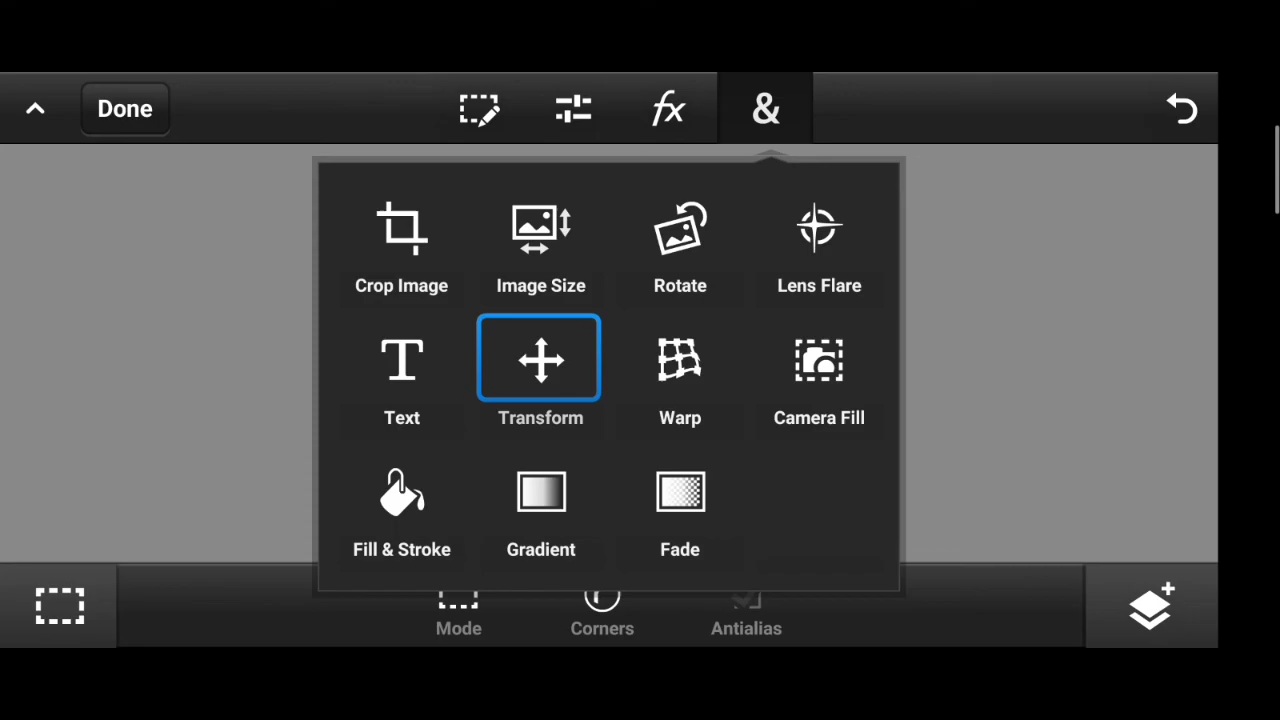 Done fx &
Crop Image Image Size Rotate Lens Flare
T
Text Transform Warp Camera Fill
Fill & Stroke Gradient Fade
Mode Corners Antialias